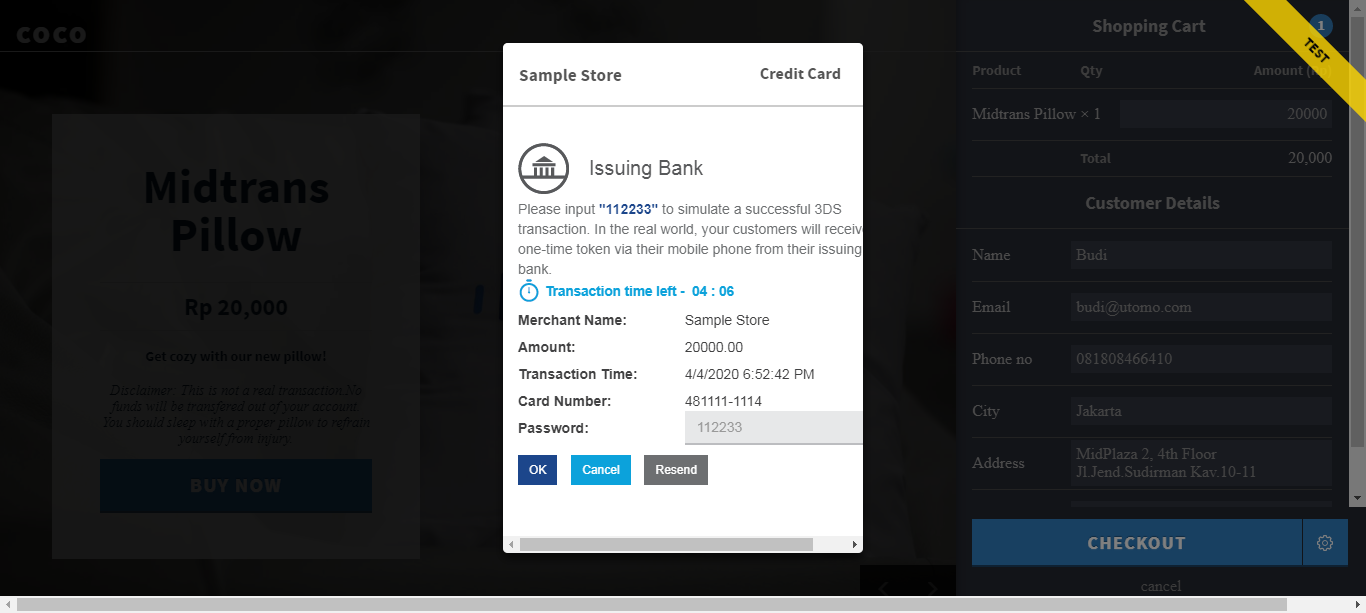 coco
Midtrans
Pillow
Rp 20,000
Get cozy with our new pillow!
Disclaimer: This is not a real transaction.No
funds will be transfered out of your account.
You should sleep with a proper pillow to refrain
yourself from injury.
BUY NOW
Sample Store
Credit Card
Issuing Bank
Please input "112233" to simulate a successful 3DS
transaction. In the real world, your customers will receive
one-time token via their mobile phone from their issuing
bank.
Transaction time left - 04 : 06
Merchant Name: Sample Store
Amount: 20000.00
Transaction Time: 4/4/2020 6:52:42 PM
Card Number: 481111-1114
Password: 112233
OK Cancel Resend
Shopping Cart 1
TEST
Product Qty Amount (
Midtrans Pillow × 1 20000
Total 20,000
Customer Details
Name Budi
Email budi@utomo.com
Phone no 081808466410
City Jakarta
Address MidPlaza 2, 4th Floor
Jl.Jend.Sudirman Kav.10-11
CHECKOUT
cancel